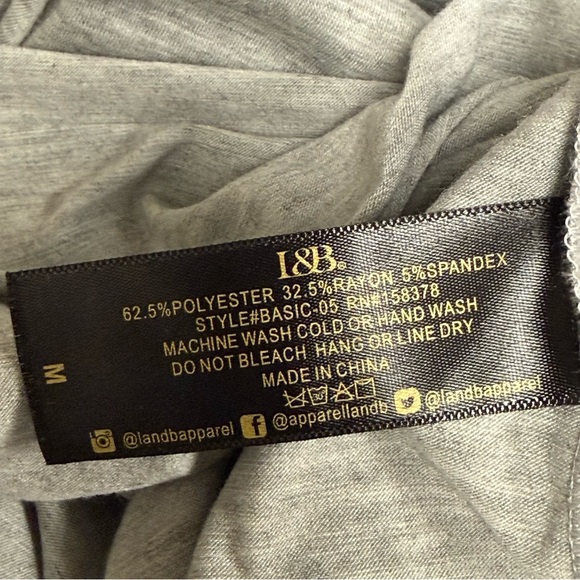 I&B.
62.5%POLYESTER 32.5%RAYON 5%SPANDEX
STYLE#BASIC-05 RN#158378
MACHINE WASH COLD OR HAND WASH
DO NOT BLEACH HANG OR LINE DRY
MADE IN CHINA
30
@landbapparel @apparellandb @landbapparel
M